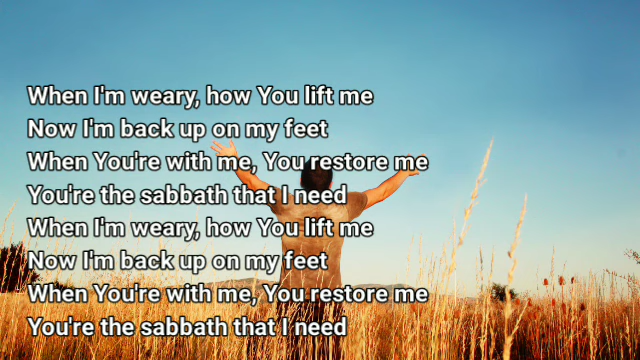 When I'm weary, how You lift me
Now I'm back up on my feet
When You're with me, You restore me
You're the sabbath that I need
When I'm weary, how You lift me
Now I'm back up on my feet
When You're with me, You restore me
You're the sabbath that I need